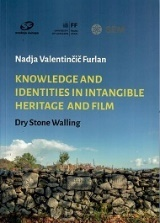 Nadja Valentinčič Furlan
KNOWLEDGE AND
IDENTITIES IN INTANGIBLE
HERITAGE AND FILM
Dry Stone Walling